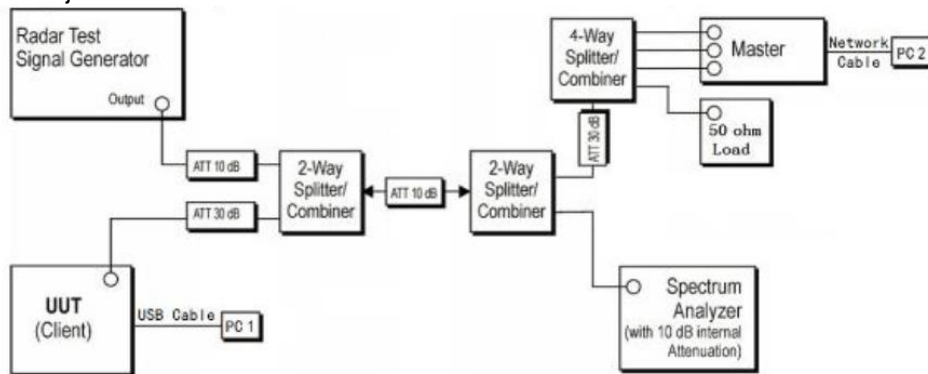 Radar Test
Signal Generator
Output
4-Way
Splitter/
Combiner
Master
Network
Cable
PC 2
50 ohm
Load
ATT 30 dB
ATT 10 dB
2-Way
Splitter/
Combiner
ATT 10 dB
2-Way
Splitter/
Combiner
ATT 30 dB
UUT
(Client)
USB Cable
PC 1
Spectrum
Analyzer
(with 10 dB internal
Attenuation)